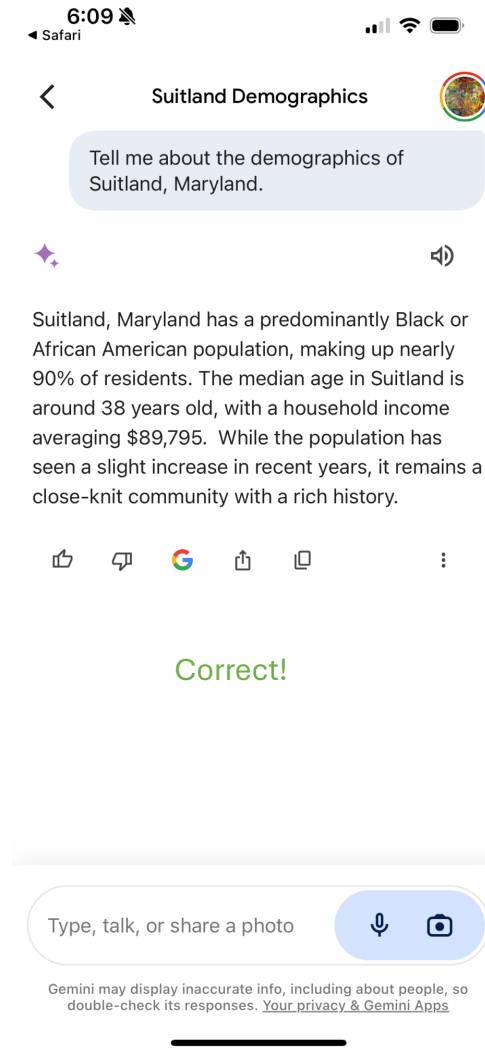 6:09
◀ Safari
Suitland Demographics
Tell me about the demographics of
Suitland, Maryland.
Suitland, Maryland has a predominantly Black or
African American population, making up nearly
90% of residents. The median age in Suitland is
around 38 years old, with a household income
averaging $89,795.  While the population has
seen a slight increase in recent years, it remains a
close-knit community with a rich history.
G
Correct!
Type, talk, or share a photo
Gemini may display inaccurate info, including about people, so
double-check its responses. Your privacy & Gemini Apps